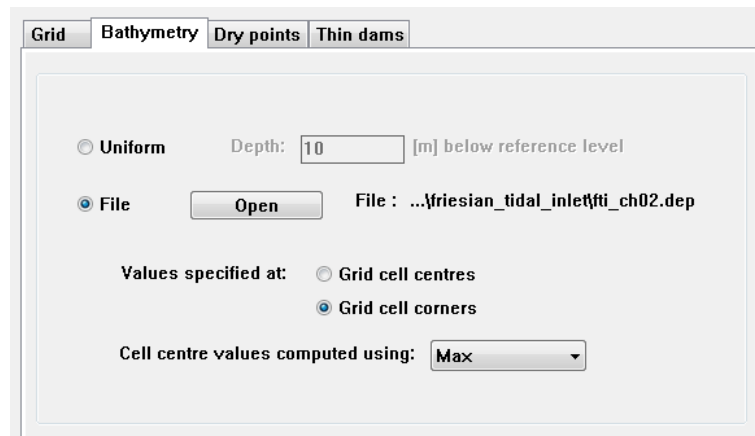 Grid Bathymetry Dry points Thin dams
Uniform Depth: 10 [m] below reference level
File Open File : ...\friesian_tidal_inlet\fti_ch02.dep
Values specified at: Grid cell centres
Grid cell corners
Cell centre values computed using: Max